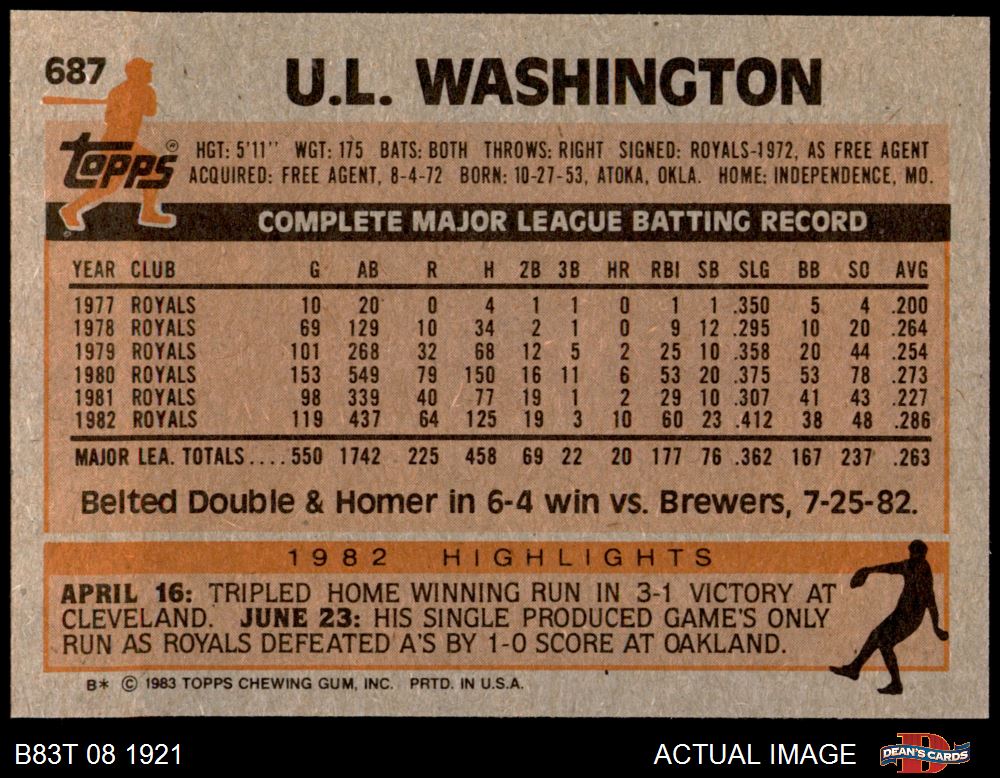 687
U.L. WASHINGTON
TOPPS®
HGT: 5'11" WGT: 175 BATS: BOTH THROWS: RIGHT SIGNED: ROYALS-1972, AS FREE AGENT
ACQUIRED: FREE AGENT, 8-4-72 BORN: 10-27-53, ATOKA, OKLA. HOME: INDEPENDENCE, MO.
COMPLETE MAJOR LEAGUE BATTING RECORD
YEAR CLUB G AB R H 2B 3B HR RBI SB SLG BB SO AVG
1977 ROYALS 10 20 0 4 1 1 0 1 1 .350 5 4 .200
1978 ROYALS 69 129 10 34 2 1 0 9 12 .295 10 20 .264
1979 ROYALS 101 268 32 68 12 5 2 25 10 .358 20 44 .254
1980 ROYALS 153 549 79 150 16 11 6 53 20 .375 53 78 .273
1981 ROYALS 98 339 40 77 19 1 2 29 10 .307 41 43 .227
1982 ROYALS 119 437 64 125 19 3 10 60 23 .412 38 48 .286
MAJOR LEA. TOTALS.... 550 1742 225 458 69 22 20 177 76 .362 167 237 .263
Belted Double & Homer in 6-4 win vs. Brewers, 7-25-82.
1982 HIGHLIGHTS
APRIL 16: TRIPLED HOME WINNING RUN IN 3-1 VICTORY AT
CLEVELAND. JUNE 23: HIS SINGLE PRODUCED GAME'S ONLY
RUN AS ROYALS DEFEATED A'S BY 1-0 SCORE AT OAKLAND.
B* © 1983 TOPPS CHEWING GUM, INC. PRTD. IN U.S.A.
B83T 08 1921
ACTUAL IMAGE
D
DEAN'S CARDS